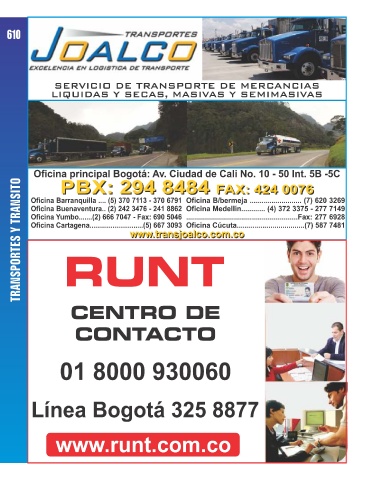 610
TRANSPORTES Y TRANSITO
TRANSPORTES
JOALCO
EXCELENCIA EN LOGISTICA DE TRANSPORTE
SERVICIO DE TRANSPORTE DE MERCANCIAS
LIQUIDAS Y SECAS, MASIVAS Y SEMIMASIVAS
Oficina principal Bogotá: Av. Ciudad de Cali No. 10 - 50 Int. 5B -5C
PBX: 294 8484 FAX: 424 0076
Oficina Barranquilla .... (5) 370 7113 - 370 6791 Oficina B/bermeja ........................ (7) 620 3269
Oficina Buenaventura.. (2) 242 3476 - 241 8862 Oficina Medellín........... (4) 372 3375 - 277 7149
Oficina Yumbo......(2) 666 7047 - Fax: 690 5046 ..........................................Fax: 277 6928
Oficina Cartagena.......................(5) 667 3093 Oficina Cúcuta............................(7) 587 7481
www.transjoalco.com.co
RUNT
CENTRO DE
CONTACTO
01 8000 930060
Línea Bogotá 325 8877
www.runt.com.co